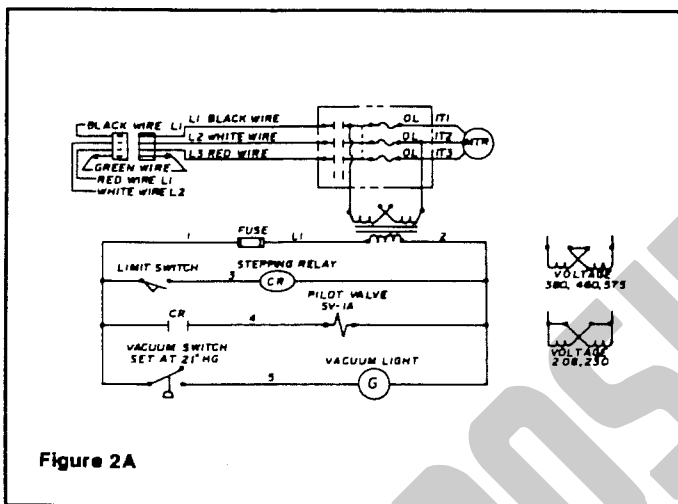 BLACK WIRE L1
L1 BLACK WIRE
OL 1T1
L2 WHITE WIRE
OL 1T2
MTR
L3 RED WIRE
OL 1T3
GREEN WIRE
RED WIRE L1
WHITE WIRE L2
1 FUSE L1 2
LIMIT SWITCH
3
STEPPING RELAY
CR
CR
4
PILOT VALVE
SV-1A
VACUUM SWITCH
SET AT 21" HG
5
VACUUM LIGHT
G
VOLTAGE
380, 460, 575
VOLTAGE
208, 230
Figure 2A